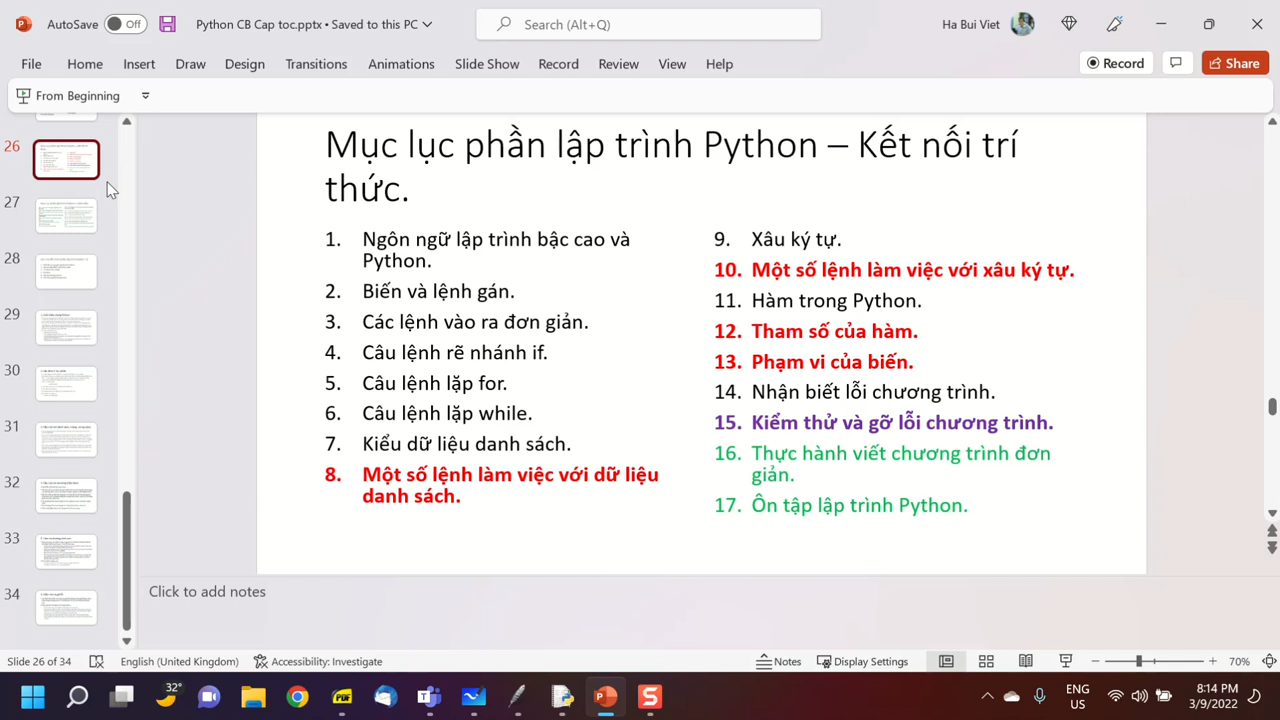 AutoSave Off Python CB Cap toc.pptx • Saved to this PC Search (Alt+Q) Ha Bui Viet
File Home Insert Draw Design Transitions Animations Slide Show Record Review View Help Record Share
From Beginning
26
27
28
29
30
31
32
33
34
Mục lục phần lập trình Python – Kết nối trí
thức.
1. Ngôn ngữ lập trình bậc cao và
Python.
2. Biến và lệnh gán.
3. Các lệnh vào ra đơn giản.
4. Câu lệnh rẽ nhánh if.
5. Câu lệnh lặp for.
6. Câu lệnh lặp while.
7. Kiểu dữ liệu danh sách.
8. Một số lệnh làm việc với dữ liệu
danh sách.
9. Xâu ký tự.
10. Một số lệnh làm việc với xâu ký tự.
11. Hàm trong Python.
12. Tham số của hàm.
13. Phạm vi của biến.
14. Nhận biết lỗi chương trình.
15. Kiểm thử và gỡ lỗi chương trình.
16. Thực hành viết chương trình đơn
giản.
17. Ôn tập lập trình Python.
Click to add notes
Slide 26 of 34 English (United Kingdom) Accessibility: Investigate Notes Display Settings 70%
32° PDF ENG
US 8:14 PM
3/9/2022